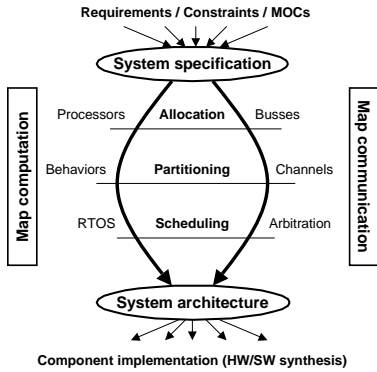 Requirements / Constraints / MOCs
System specification
Processors Allocation Busses
Map computation
Map communication
Behaviors Partitioning Channels
RTOS Scheduling Arbitration
System architecture
Component implementation (HW/SW synthesis)